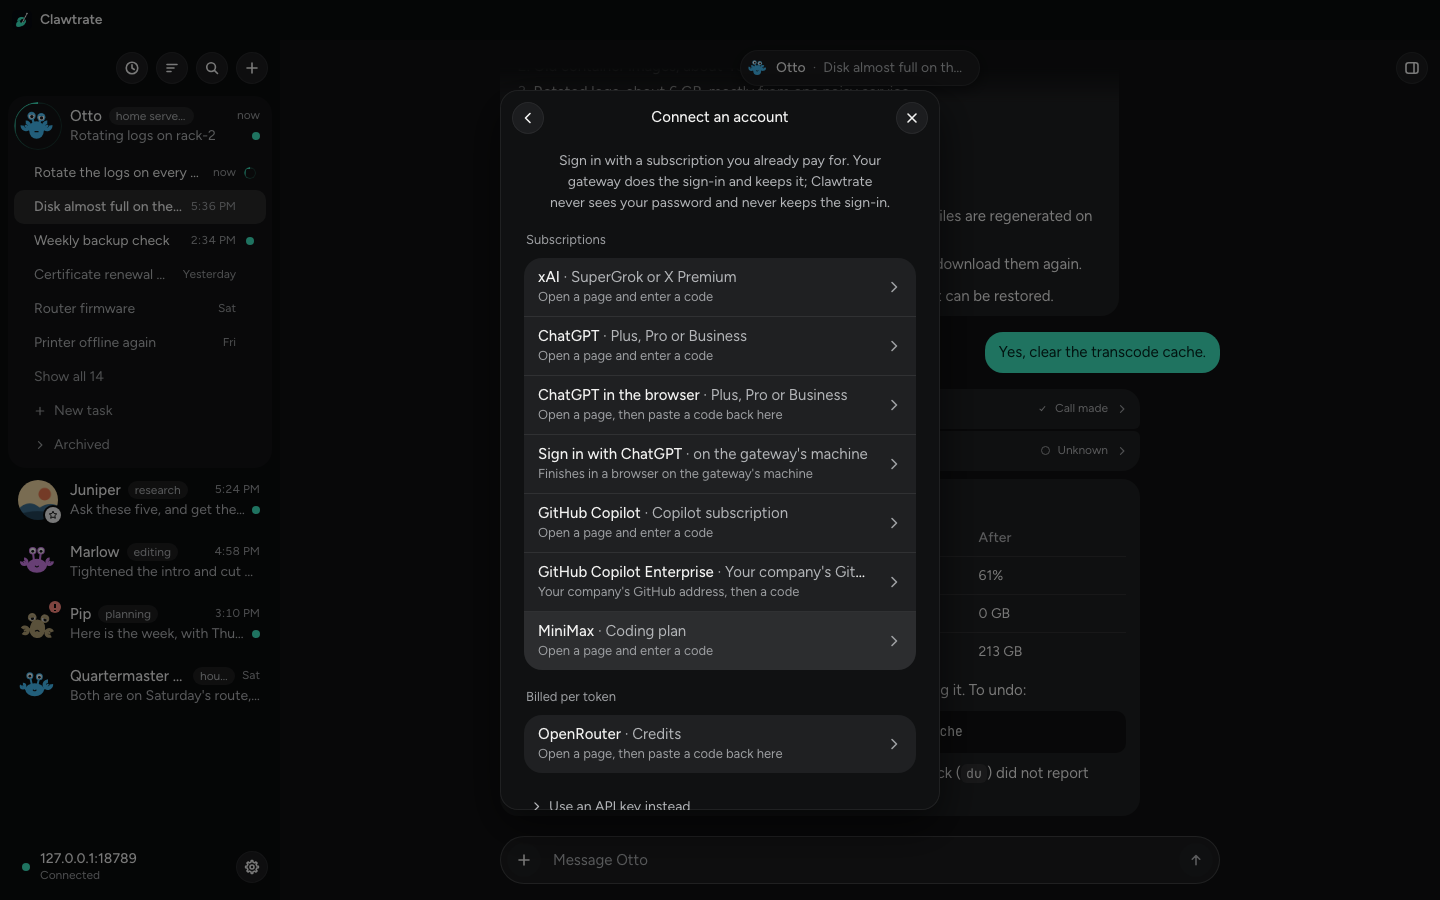 Clawtrate
Otto · Disk almost full on th...
Otto home serve... now
Rotating logs on rack-2
Rotate the logs on every ... now
Disk almost full on the... 5:36 PM
Weekly backup check 2:34 PM
Certificate renewal ... Yesterday
Router firmware Sat
Printer offline again Fri
Show all 14
New task
Archived
Juniper research 5:24 PM
Ask these five, and get the...
Marlow editing 4:58 PM
Tightened the intro and cut ...
Pip planning 3:10 PM
Here is the week, with Thu...
Quartermaster ... hou... Sat
Both are on Saturday's route,...
127.0.0.1:18789
Connected
Connect an account
Sign in with a subscription you already pay for. Your
gateway does the sign-in and keeps it; Clawtrate
never sees your password and never keeps the sign-in.
Subscriptions
xAI · SuperGrok or X Premium
Open a page and enter a code
ChatGPT · Plus, Pro or Business
Open a page and enter a code
ChatGPT in the browser · Plus, Pro or Business
Open a page, then paste a code back here
Sign in with ChatGPT · on the gateway's machine
Finishes in a browser on the gateway's machine
GitHub Copilot · Copilot subscription
Open a page and enter a code
GitHub Copilot Enterprise · Your company's Git...
Your company's GitHub address, then a code
MiniMax · Coding plan
Open a page and enter a code
Billed per token
OpenRouter · Credits
Open a page, then paste a code back here
Use an API key instead
iles are regenerated on
download them again.
can be restored.
Yes, clear the transcode cache.
Call made
Unknown
After
61%
0 GB
213 GB
g it. To undo:
che
ck ( du ) did not report
Message Otto